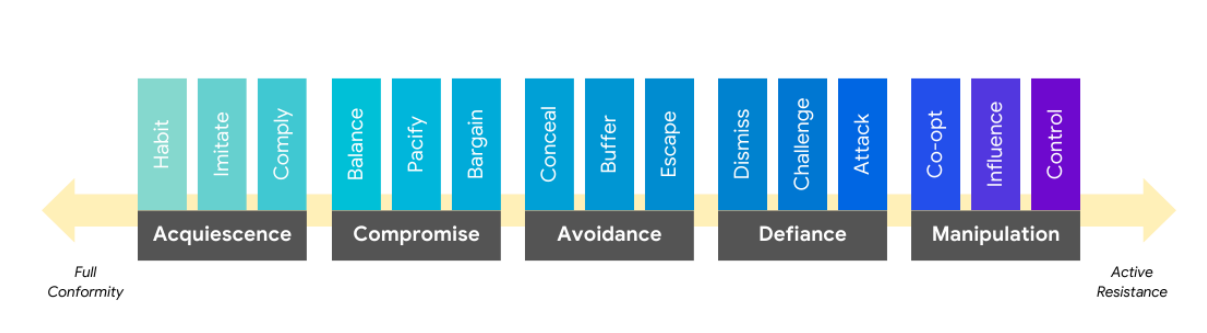 Habit
Imitate
Comply
Balance
Pacify
Bargain
Conceal
Buffer
Escape
Dismiss
Challenge
Attack
Co-opt
Influence
Control
Acquiescence
Compromise
Avoidance
Defiance
Manipulation
Full
Conformity
Active
Resistance